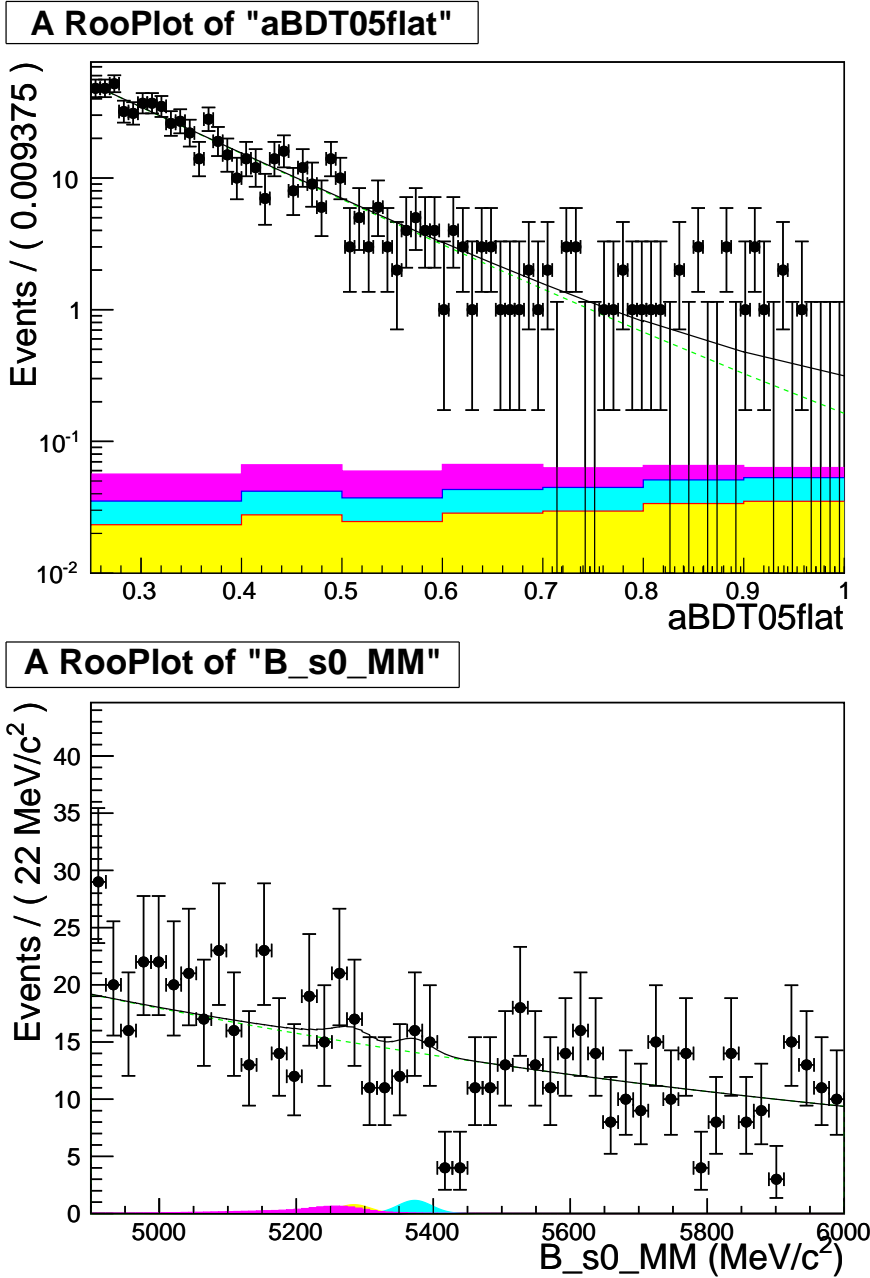 A RooPlot of "aBDT05flat"
Events / ( 0.009375 )
10
1
10-1
10-2
0.3 0.4 0.5 0.6 0.7 0.8 0.9 1
aBDT05flat
A RooPlot of "B_s0_MM"
Events / ( 22 MeV/c2 )
40
35
30
25
20
15
10
5
0
5000 5200 5400 5600 5800 6000
B_s0_MM (MeV/c2)